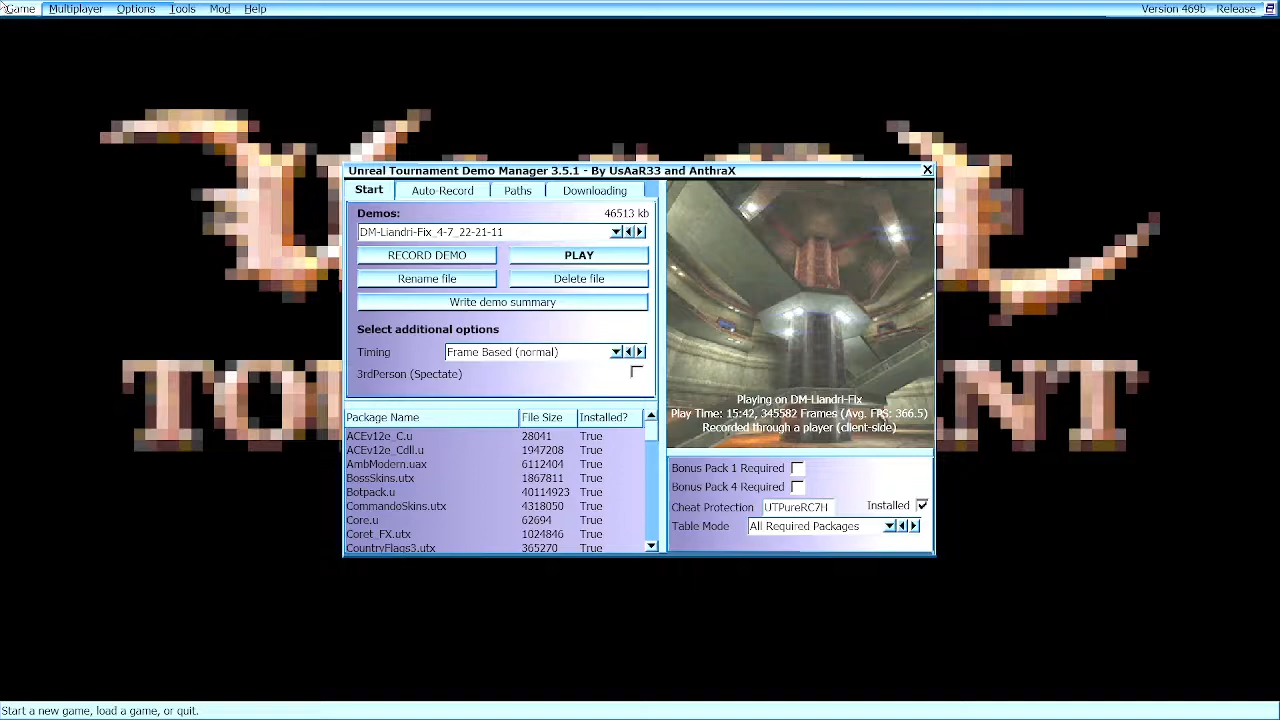 Game Multiplayer Options Tools Mod Help Version 469b - Release
Unreal Tournament Demo Manager 3.5.1 - By UsAaR33 and AnthraX
Start Auto-Record Paths Downloading
Demos: 46513 kb
DM-Liandri-Fix_4-7_22-21-11
RECORD DEMO PLAY
Rename file Delete file
Write demo summary
Select additional options
Timing Frame Based (normal)
3rdPerson (Spectate)
Playing on DM-Liandri-Fix
Play Time: 15:42, 345582 Frames (Avg. FPS: 366.5)
Recorded through a player (client-side)
Package Name File Size Installed?
ACEv12e_C.u 28041 True
ACEv12e_Cdll.u 1947208 True
AmbModern.uax 6112404 True
BossSkins.utx 1867811 True
Botpack.u 40114923 True
CommandoSkins.utx 4318050 True
Core.u 62694 True
Coret_FX.utx 1024846 True
CountryFlags3.utx 365270 True
Bonus Pack 1 Required
Bonus Pack 4 Required
Cheat Protection UTPureRC7H Installed
Table Mode All Required Packages
TOURNAMENT
Start a new game, load a game, or quit.